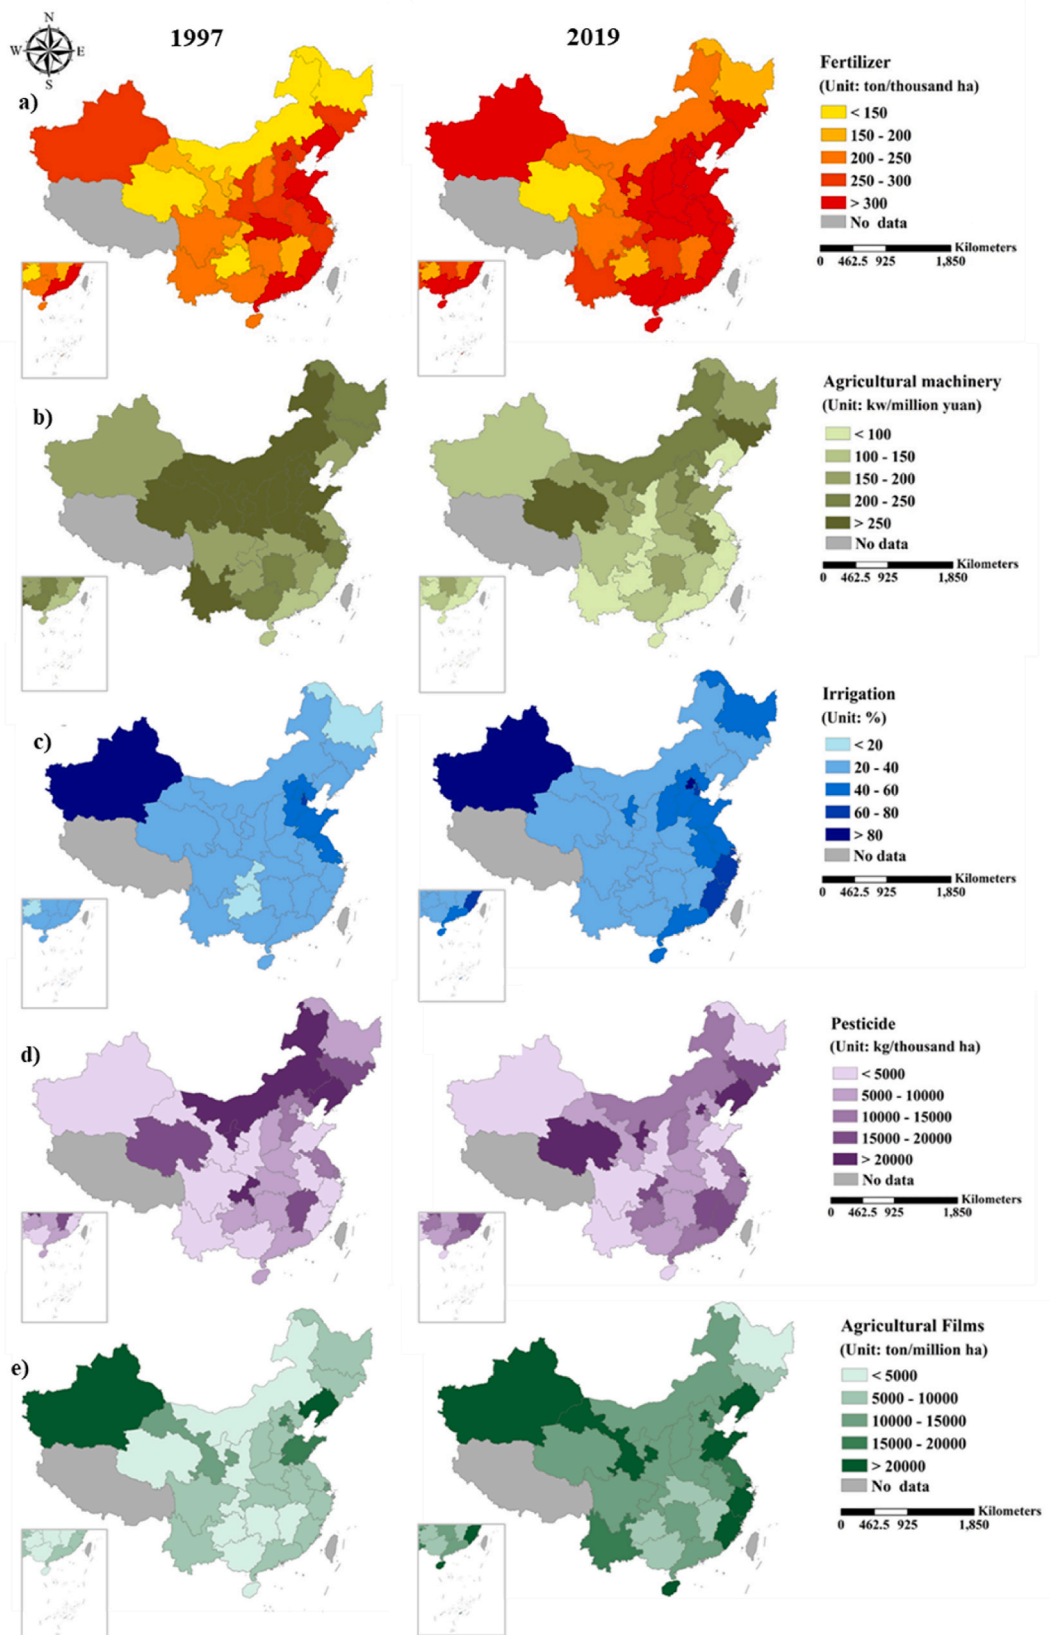 N
W E
S
1997
2019
a)
Fertilizer
(Unit: ton/thousand ha)
< 150
150 - 200
200 - 250
250 - 300
> 300
No data
Kilometers
0 462.5 925 1,850
b)
Agricultural machinery
(Unit: kw/million yuan)
< 100
100 - 150
150 - 200
200 - 250
> 250
No data
Kilometers
0 462.5 925 1,850
c)
Irrigation
(Unit: %)
< 20
20 - 40
40 - 60
60 - 80
> 80
No data
Kilometers
0 462.5 925 1,850
d)
Pesticide
(Unit: kg/thousand ha)
< 5000
5000 - 10000
10000 - 15000
15000 - 20000
> 20000
No data
Kilometers
0 462.5 925 1,850
e)
Agricultural Films
(Unit: ton/million ha)
< 5000
5000 - 10000
10000 - 15000
15000 - 20000
> 20000
No data
Kilometers
0 462.5 925 1,850